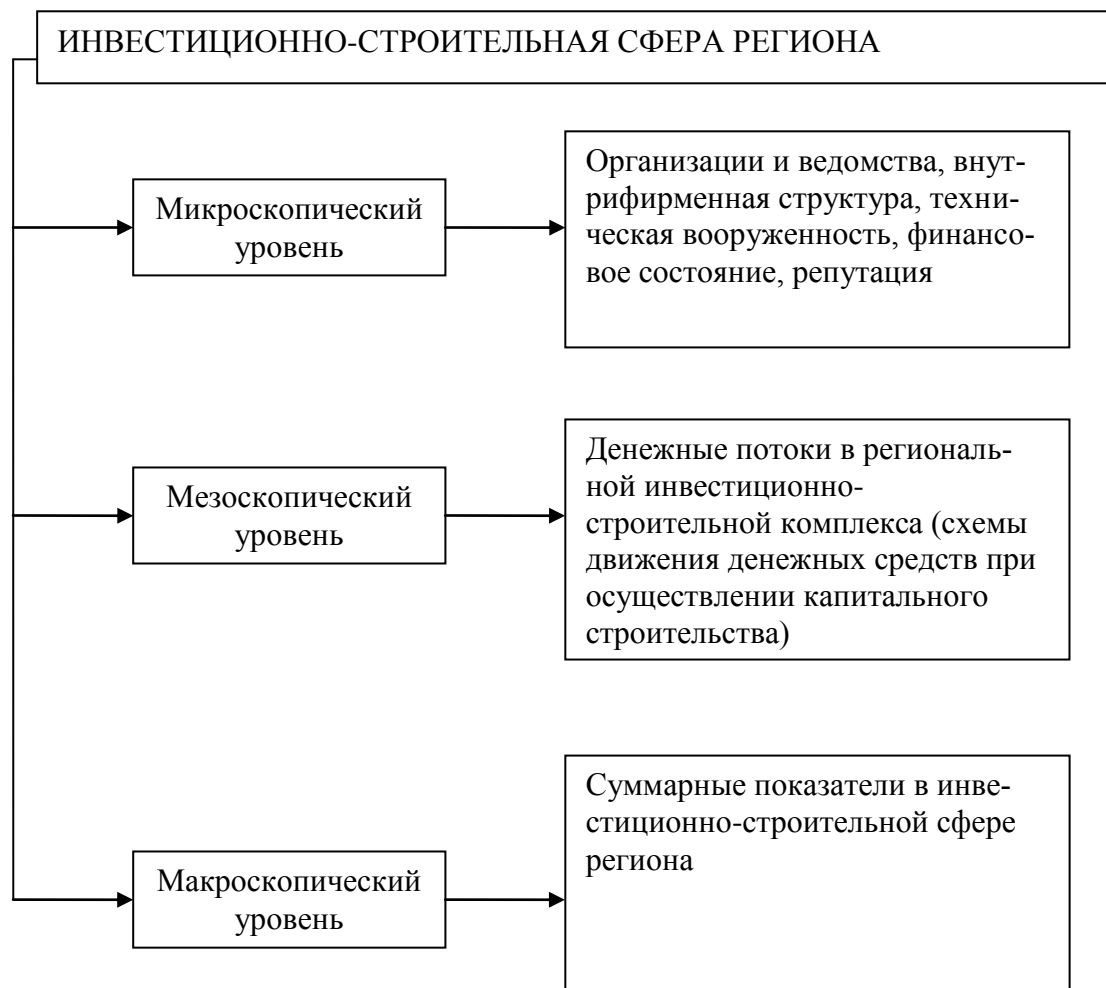 ИНВЕСТИЦИОННО-СТРОИТЕЛЬНАЯ СФЕРА РЕГИОНА
Микроскопический
уровень
Организации и ведомства, внут-
рифирменная структура, техни-
ческая вооруженность, финансо-
вое состояние, репутация
Мезоскопический
уровень
Денежные потоки в региональ-
ной инвестиционно-
строительной комплекса (схемы
движения денежных средств при
осуществлении капитального
строительства)
Макроскопический
уровень
Суммарные показатели в инве-
стиционно-строительной сфере
региона